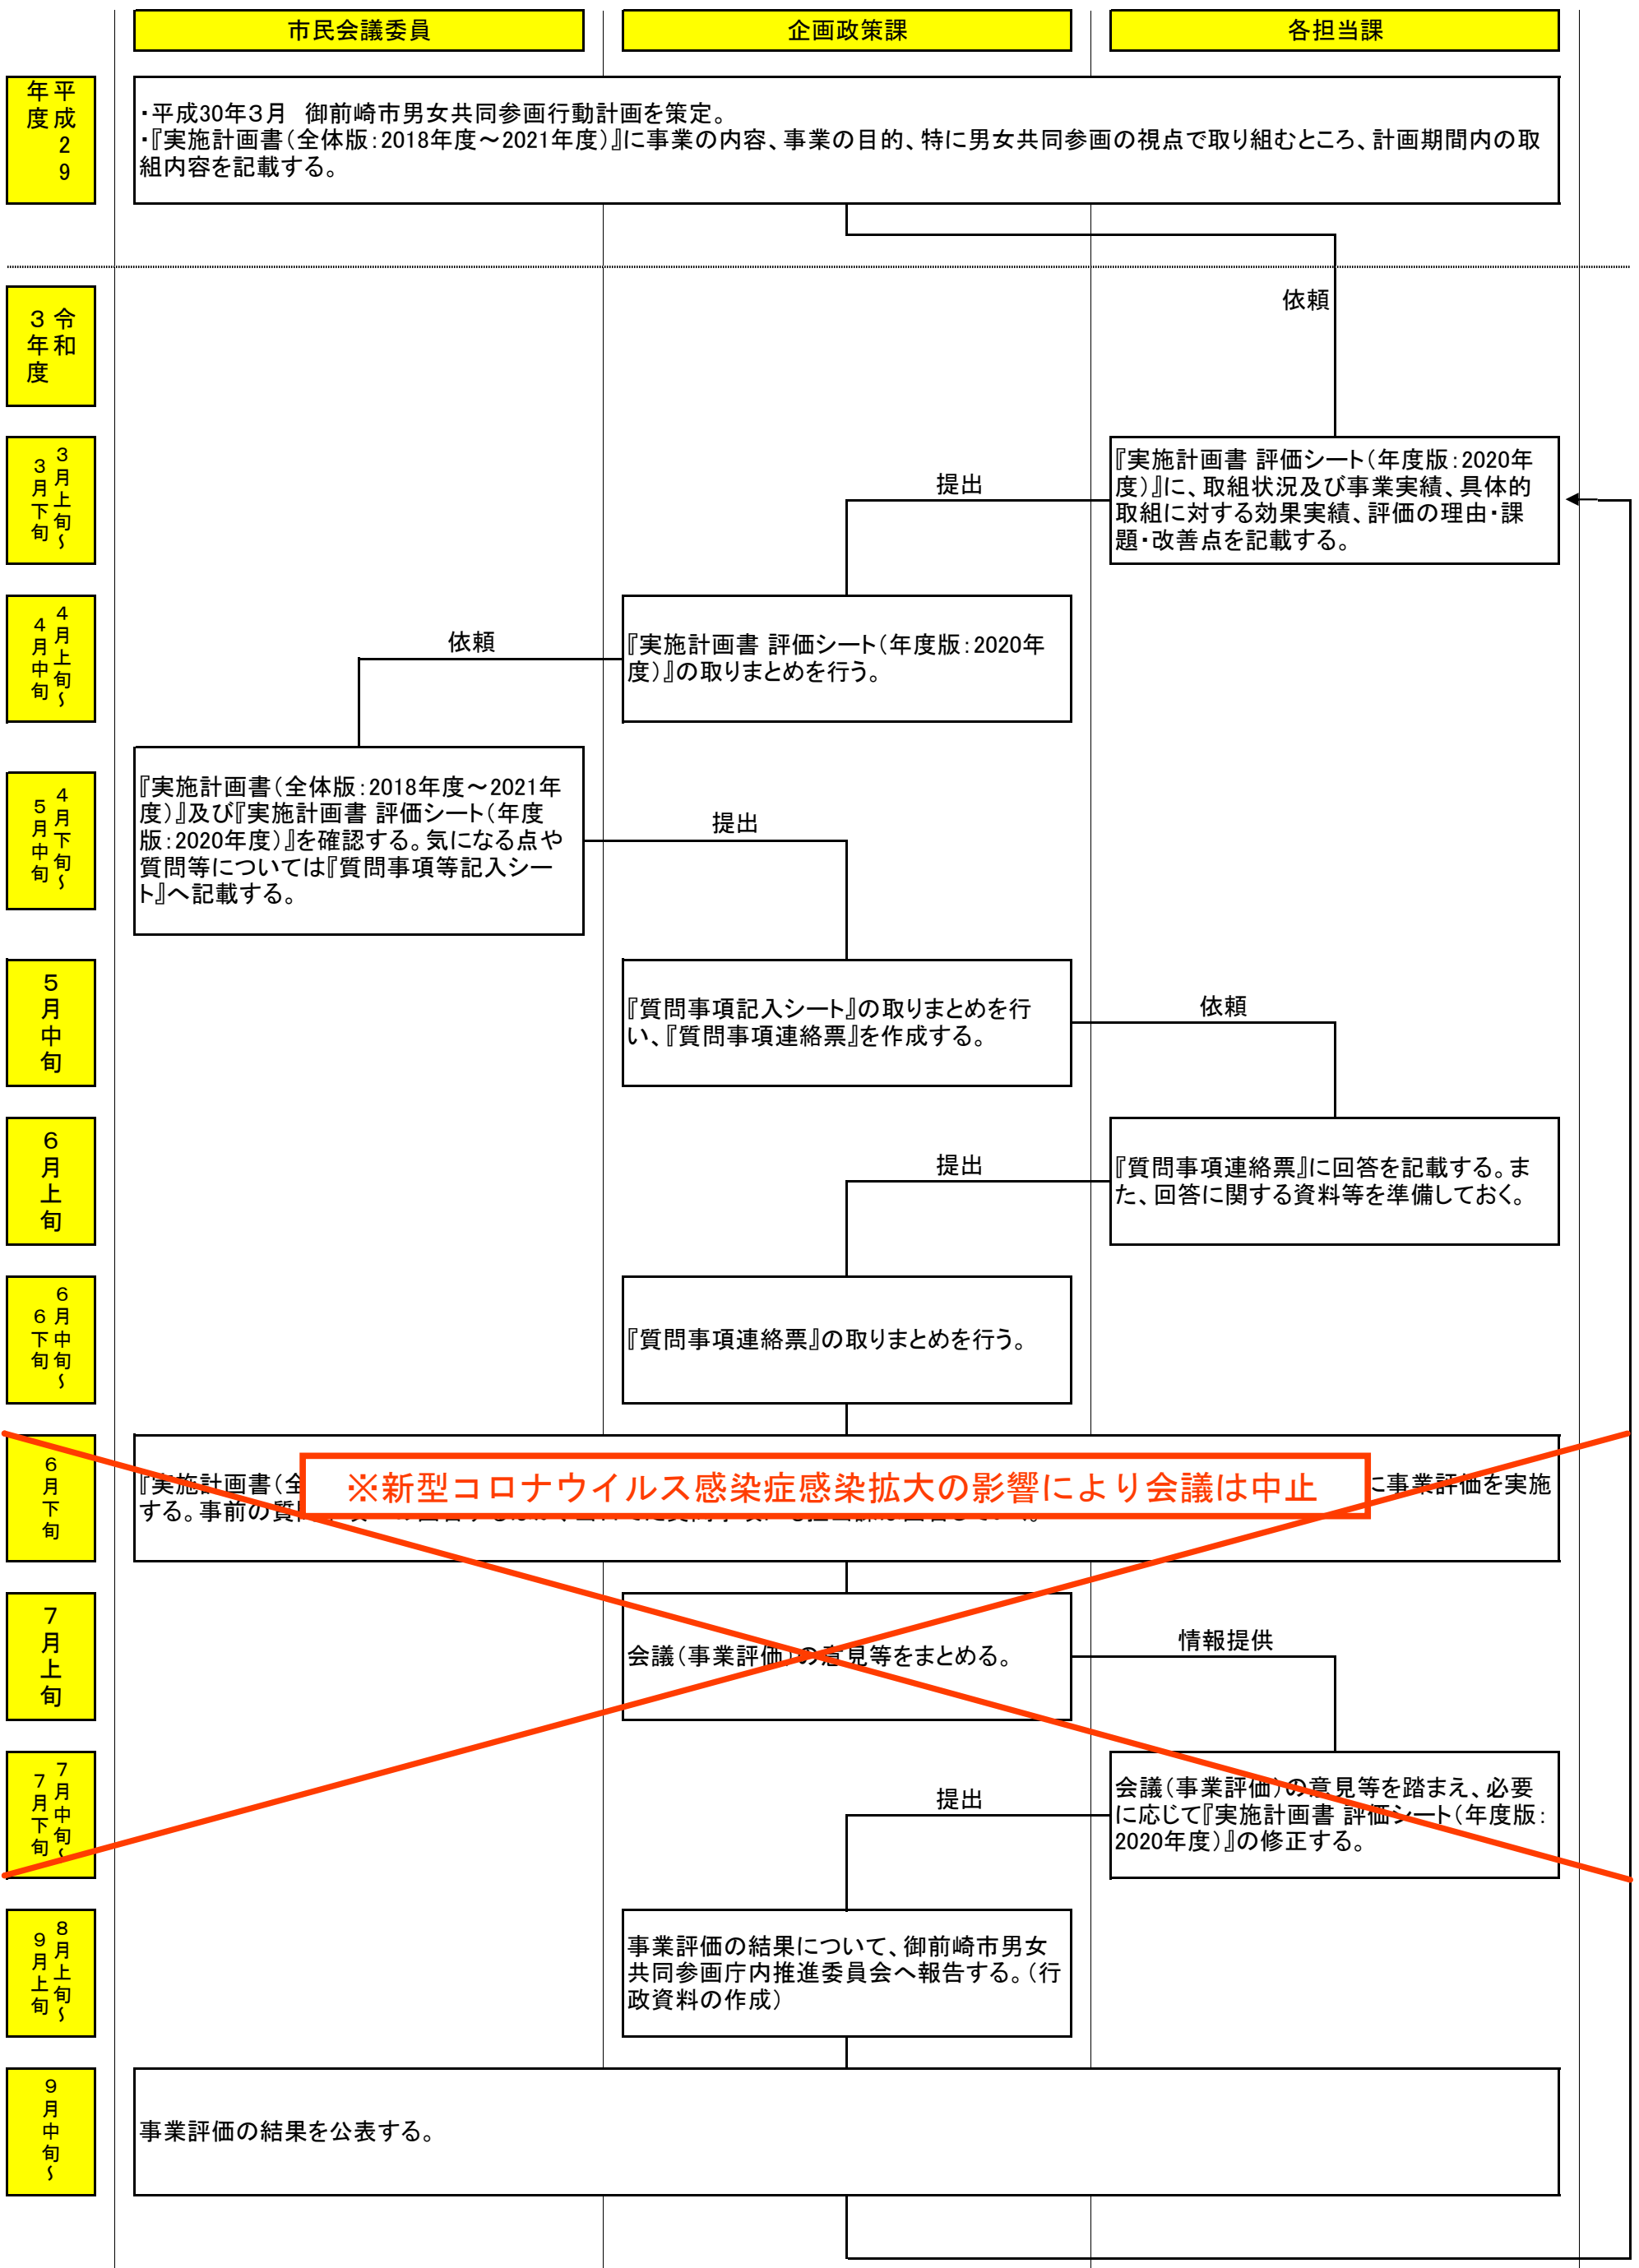 市民会議委員
企画政策課
各担当課
平成29年度
・平成30年３月　御前崎市男女共同参画行動計画を策定。
・『実施計画書（全体版：2018年度～2021年度）』に事業の内容、事業の目的、特に男女共同参画の視点で取り組むところ、計画期間内の取
組内容を記載する。
令和３年度
依頼
３月上旬～
３月下旬
『実施計画書 評価シート（年度版：2020年
度）』に、取組状況及び事業実績、具体的
取組に対する効果実績、評価の理由・課
題・改善点を記載する。
提出
４月上旬～
４月中旬
『実施計画書 評価シート（年度版：2020年
度）』の取りまとめを行う。
依頼
４月下旬～
５月中旬
『実施計画書（全体版：2018年度～2021年
度）』及び『実施計画書 評価シート（年度
版：2020年度）』を確認する。気になる点や
質問等については『質問事項等記入シー
ト』へ記載する。
提出
５月中旬
『質問事項記入シート』の取りまとめを行
い、『質問事項連絡票』を作成する。
依頼
６月上旬
『質問事項連絡票』に回答を記載する。ま
た、回答に関する資料等を準備しておく。
提出
６月中旬～
６下旬
『質問事項連絡票』の取りまとめを行う。
６月下旬
『実施計画書（全
※新型コロナウイルス感染症感染拡大の影響により会議は中止
に事業評価を実施
する。事前の質
７月上旬
会議（事業評価）の意見等をまとめる。
情報提供
７月中旬～
７月下旬
会議（事業評価）の意見等を踏まえ、必要
に応じて『実施計画書 評価シート（年度版：
2020年度）』の修正する。
提出
８月上旬～
９月上旬
事業評価の結果について、御前崎市男女
共同参画庁内推進委員会へ報告する。（行
政資料の作成）
９月中旬～
事業評価の結果を公表する。